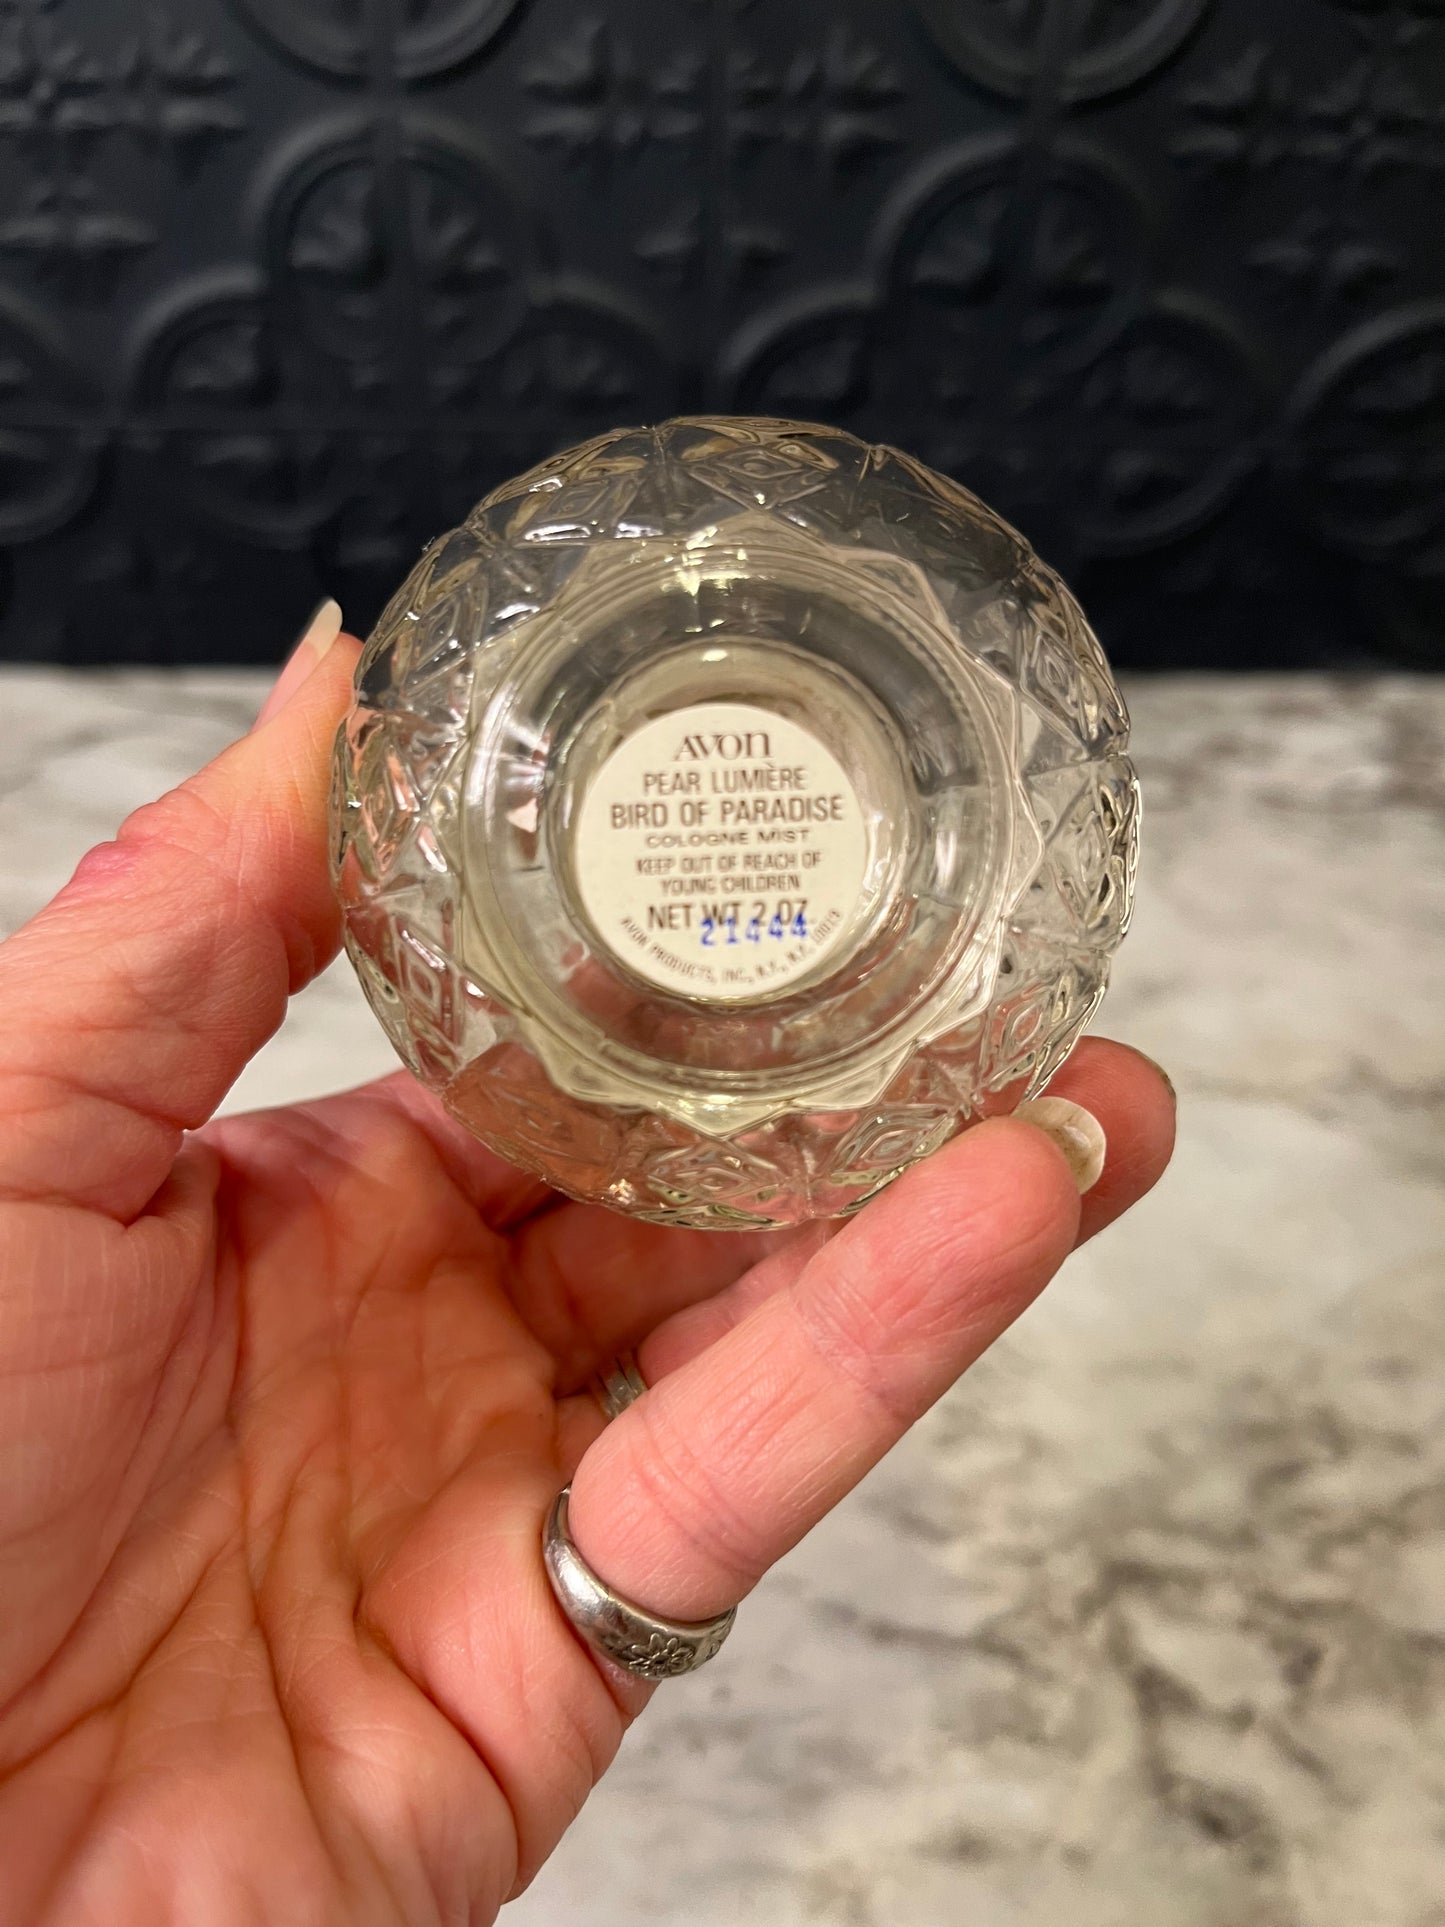 AVON
PEAR LUMIÈRE
BIRD OF PARADISE
COLOGNE MIST
KEEP OUT OF REACH OF
YOUNG CHILDREN
NET WT 2 OZ.
21444
AVON PRODUCTS, INC., N.Y., N.Y. 10019